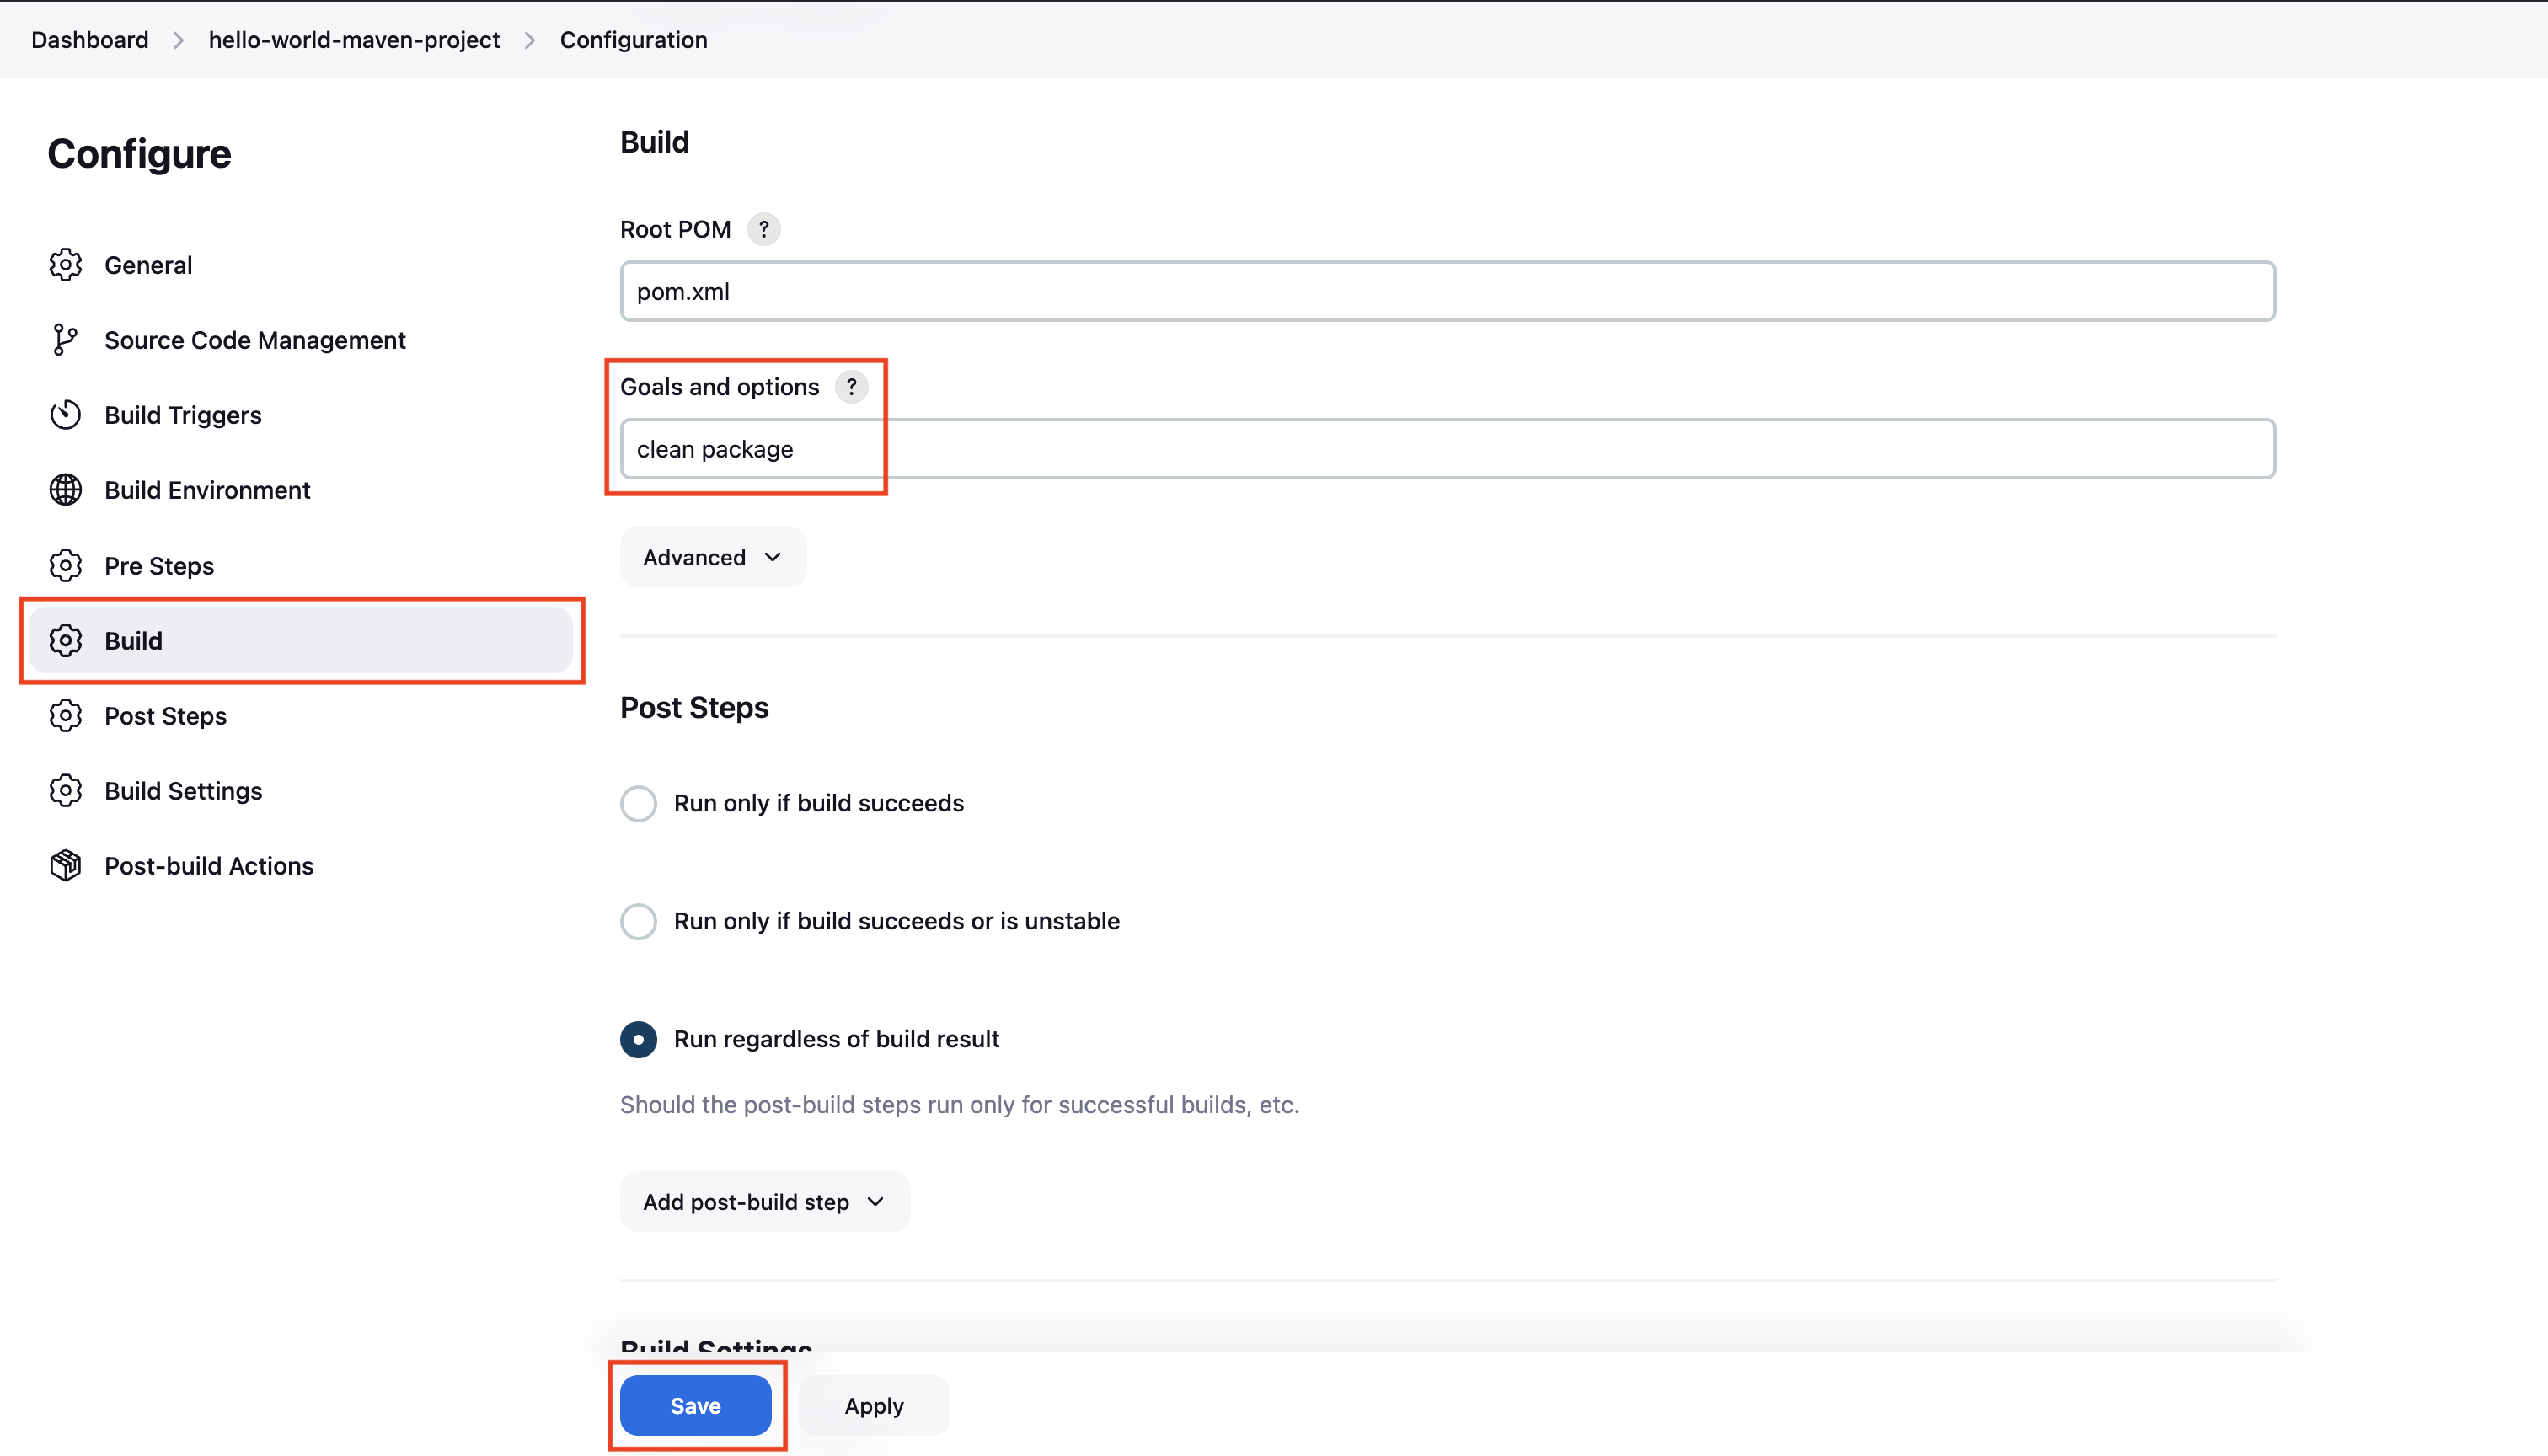 Dashboard > hello-world-maven-project > Configuration
Configure
General
Source Code Management
Build Triggers
Build Environment
Pre Steps
Build
Post Steps
Build Settings
Post-build Actions
Build
Root POM ?
pom.xml
Goals and options ?
clean package
Advanced
Post Steps
Run only if build succeeds
Run only if build succeeds or is unstable
Run regardless of build result
Should the post-build steps run only for successful builds, etc.
Add post-build step
Build Settings
Save
Apply